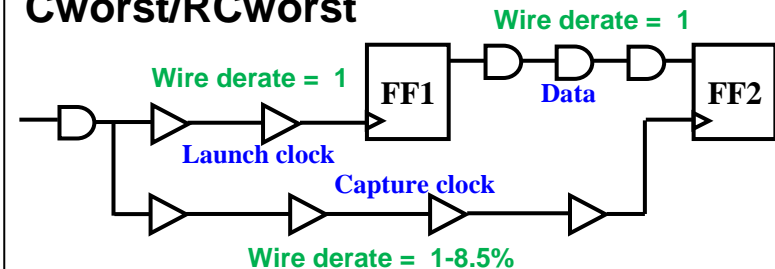 Cworst/RCworst
Wire derate = 1
Wire derate = 1
FF1
Data
FF2
Launch clock
Capture clock
Wire derate = 1-8.5%